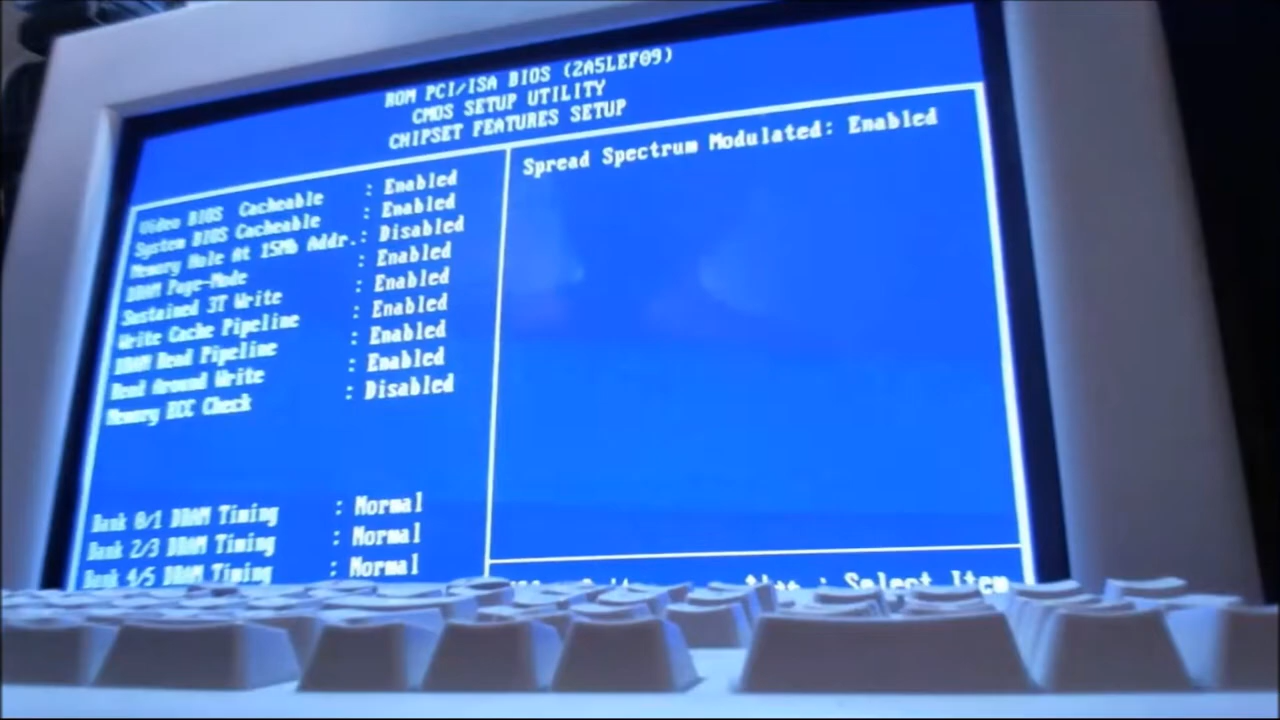 ROM PCI/ISA BIOS (2A5LEF09)
CMOS SETUP UTILITY
CHIPSET FEATURES SETUP
Video BIOS Cacheable : Enabled
System BIOS Cacheable : Enabled
Memory Hole At 15Mb Addr. : Disabled
DRAM Page-Mode : Enabled
Sustained 3T Write : Enabled
Write Cache Pipeline : Enabled
DRAM Read Pipeline : Enabled
Read Around Write : Enabled
Memory ECC Check : Disabled
Bank 0/1 DRAM Timing : Normal
Bank 2/3 DRAM Timing : Normal
Bank 4/5 DRAM Timing : Normal
Spread Spectrum Modulated: Enabled
: Select Item